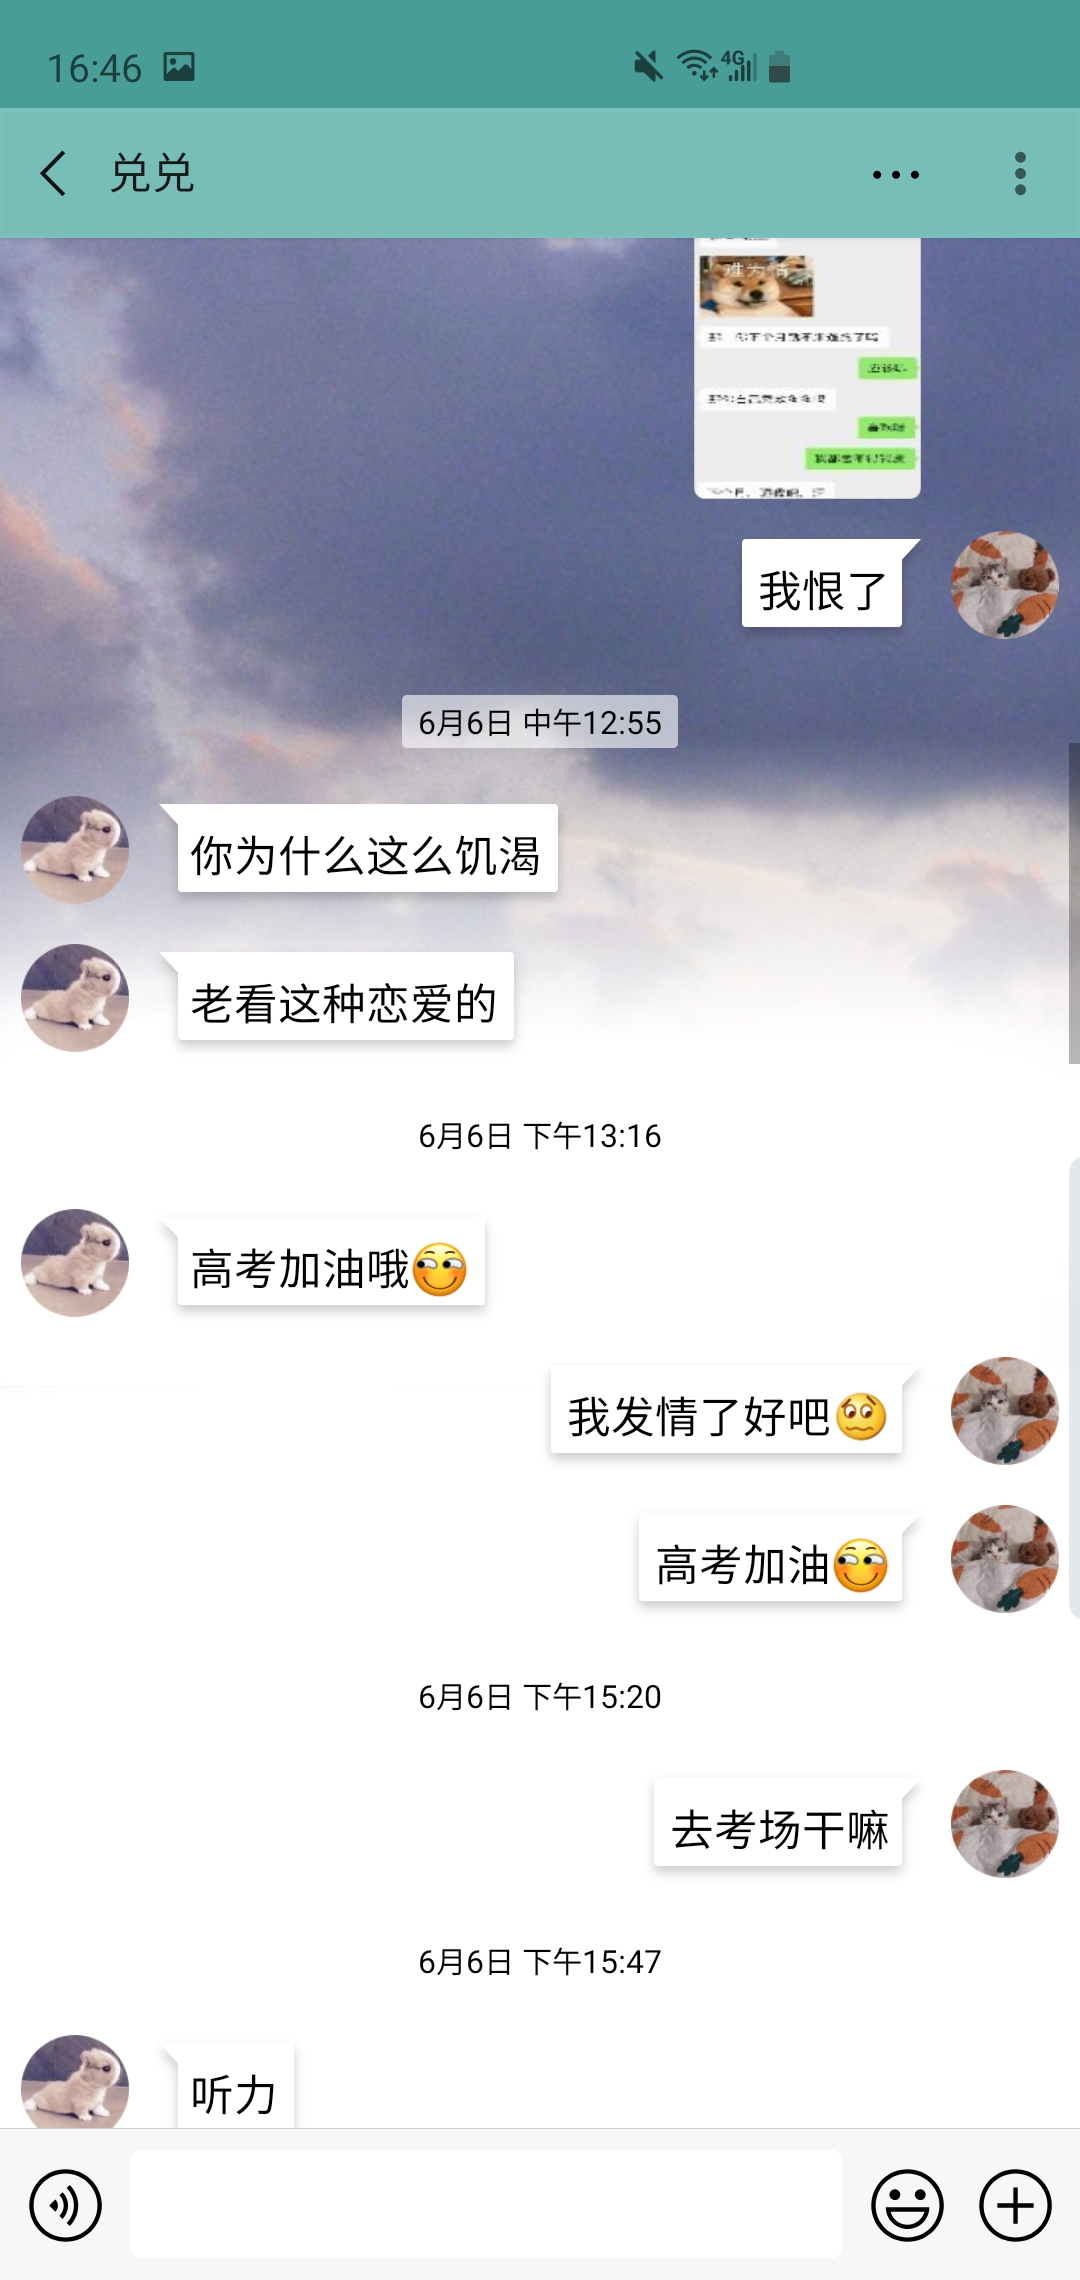 16:46
4G
兑兑
我恨了
6月6日 中午12:55
你为什么这么饥渴
老看这种恋爱的
6月6日 下午13:16
高考加油哦
我发情了好吧
高考加油
6月6日 下午15:20
去考场干嘛
6月6日 下午15:47
听力